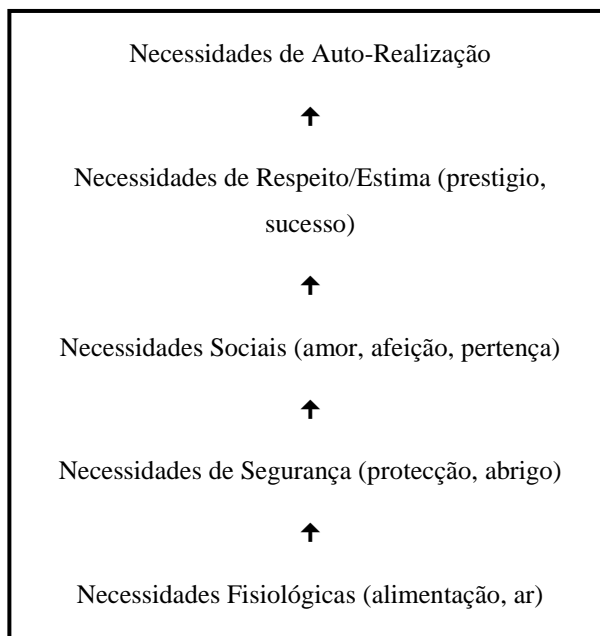 Necessidades de Auto-Realização
Necessidades de Respeito/Estima (prestigio,
sucesso)
Necessidades Sociais (amor, afeição, pertença)
Necessidades de Segurança (protecção, abrigo)
Necessidades Fisiológicas (alimentação, ar)